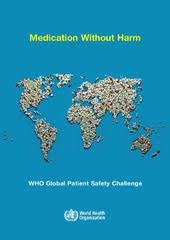 Medication Without Harm
WHO Global Patient Safety Challenge
World Health
Organization